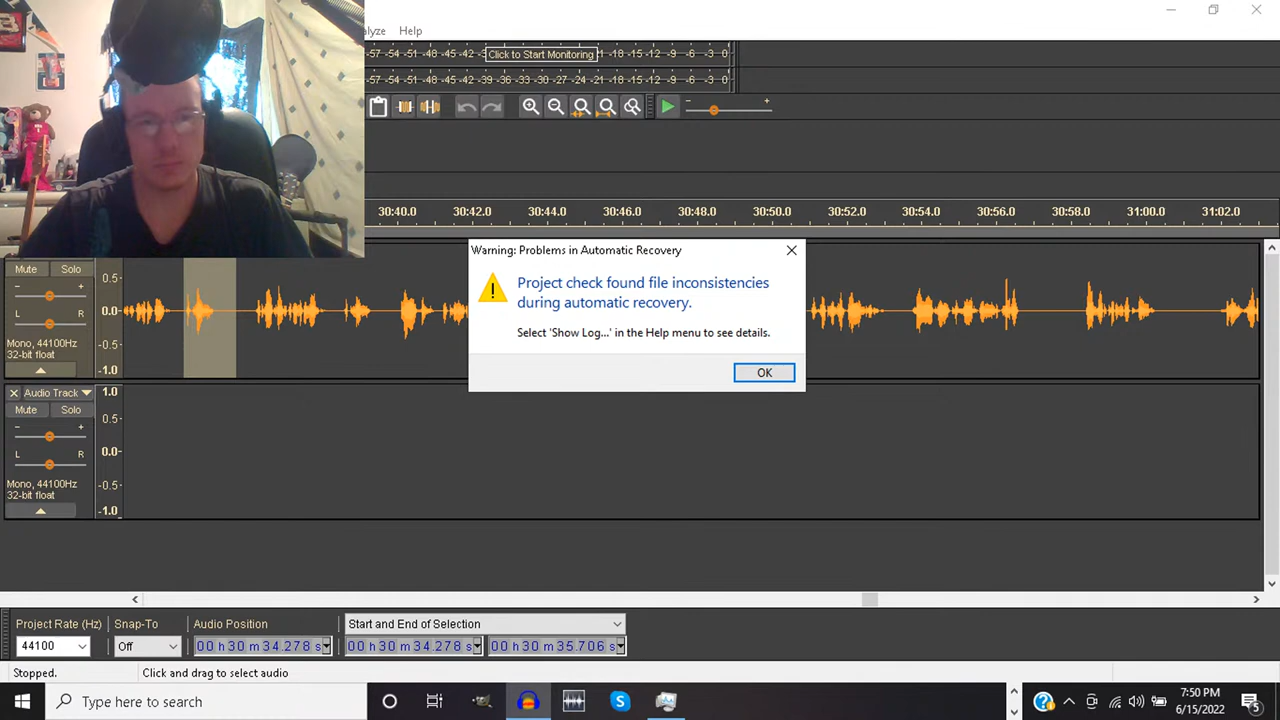 alyze Help
-57 -54 -51 -48 -45 -42 -3 Click to Start Monitoring -18 -15 -12 -9 -6 -3 0
-57 -54 -51 -48 -45 -42 -39 -36 -33 -30 -27 -24 -21 -18 -15 -12 -9 -6 -3 0
- +
30:40.0 30:42.0 30:44.0 30:46.0 30:48.0 30:50.0 30:52.0 30:54.0 30:56.0 30:58.0 31:00.0 31:02.0
Warning: Problems in Automatic Recovery
Project check found file inconsistencies
during automatic recovery.
Select 'Show Log...' in the Help menu to see details.
OK
Mute Solo
- +
L R
Mono, 44100Hz
32-bit float
0.5
0.0
-0.5
-1.0
Audio Track
Mute Solo
- +
L R
Mono, 44100Hz
32-bit float
1.0
0.5
0.0
-0.5
-1.0
Project Rate (Hz) Snap-To Audio Position Start and End of Selection
44100 Off 00 h 30 m 34.278 s 00 h 30 m 34.278 s 00 h 30 m 35.706 s
Stopped. Click and drag to select audio
Type here to search
7:50 PM
6/15/2022
5